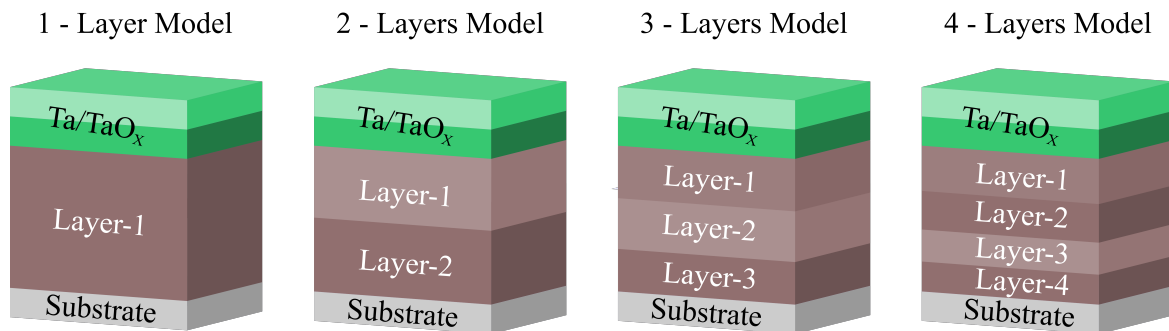 1 - Layer Model
2 - Layers Model
3 - Layers Model
4 - Layers Model
Ta/TaOX
Layer-1
Substrate
Ta/TaOX
Layer-1
Layer-2
Substrate
Ta/TaOX
Layer-1
Layer-2
Layer-3
Substrate
Ta/TaOX
Layer-1
Layer-2
Layer-3
Layer-4
Substrate